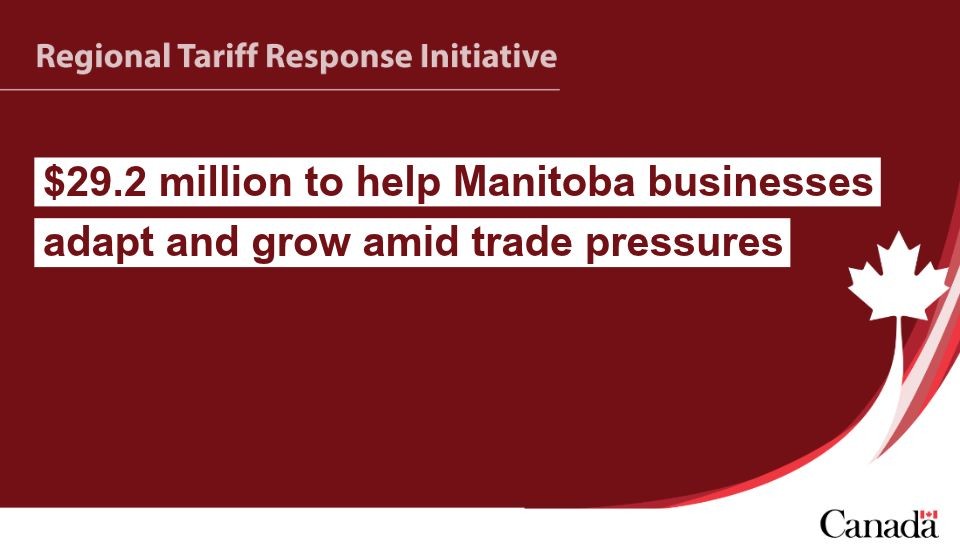 Regional Tariff Response Initiative
$29.2 million to help Manitoba businesses
adapt and grow amid trade pressures
Canada